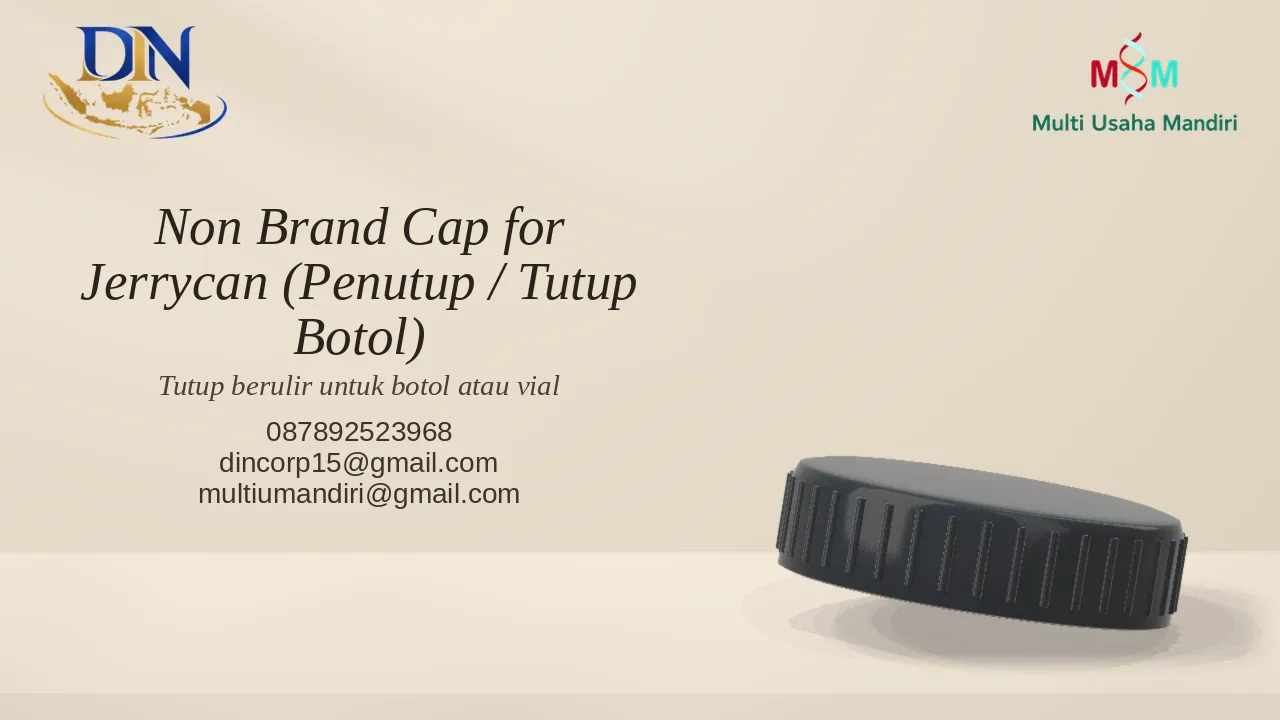 DIN
MSM
Multi Usaha Mandiri
Non Brand Cap for
Jerrycan (Penutup / Tutup
Botol)
Tutup berulir untuk botol atau vial
087892523968
dincorp15@gmail.com
multiumandiri@gmail.com